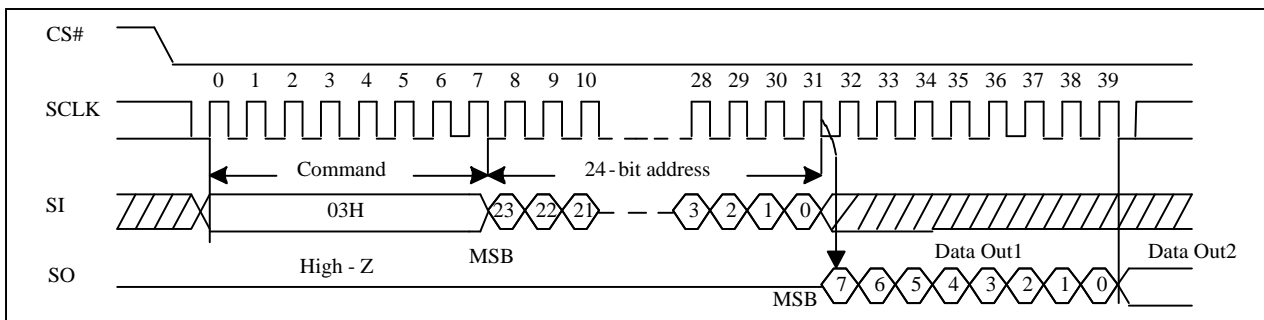 CS#
0 1 2 3 4 5 6 7 8 9 10 28 29 30 31 32 33 34 35 36 37 38 39
SCLK
Command 24-bit address
SI 03H 23 22 21 3 2 1 0
High - Z MSB Data Out1 Data Out2
SO MSB 7 6 5 4 3 2 1 0